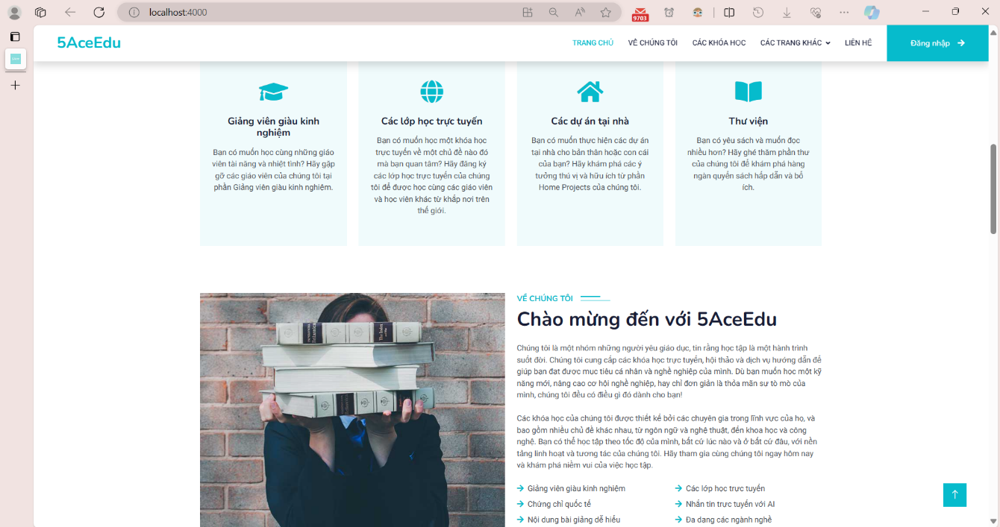 localhost:4000
9703
5AceEdu
TRANG CHỦ
VỀ CHÚNG TÔI
CÁC KHÓA HỌC
CÁC TRANG KHÁC
LIÊN HỆ
Đăng nhập
Giảng viên giàu kinh
nghiệm
Bạn có muốn học cùng những giáo
viên tài năng và nhiệt tình? Hãy gặp
gỡ các giáo viên của chúng tôi tại
phần Giảng viên giàu kinh nghiệm.
Các lớp học trực tuyến
Bạn có muốn học một khóa học
trực tuyến về một chủ đề nào đó
mà bạn quan tâm? Hãy đăng ký
các lớp học trực tuyến của chúng
tôi để được học cùng các giáo viên
và học viên khác từ khắp nơi trên
thế giới.
Các dự án tại nhà
Bạn có muốn thực hiện các dự án
tại nhà cho bản thân hoặc con cái
của bạn? Hãy khám phá các ý
tưởng thú vị và hữu ích từ phần
Home Projects của chúng tôi.
Thư viện
Bạn có yêu sách và muốn đọc
nhiều hơn? Hãy ghé thăm phần thư
của chúng tôi để khám phá hàng
ngàn quyển sách hấp dẫn và bổ
ích.
VỀ CHÚNG TÔI
Chào mừng đến với 5AceEdu
Chúng tôi là một nhóm những người yêu giáo dục, tin rằng học tập là một hành trình
suốt đời. Chúng tôi cung cấp các khóa học trực tuyến, hội thảo và dịch vụ hướng dẫn để
giúp bạn đạt được mục tiêu cá nhân và nghề nghiệp của mình. Dù bạn muốn học một kỹ
năng mới, nâng cao cơ hội nghề nghiệp, hay chỉ đơn giản là thỏa mãn sự tò mò của
mình, chúng tôi đều có điều gì đó dành cho bạn!
Các khóa học của chúng tôi được thiết kế bởi các chuyên gia trong lĩnh vực của họ, và
bao gồm nhiều chủ đề khác nhau, từ ngôn ngữ và nghệ thuật, đến khoa học và công
nghệ. Bạn có thể học tập theo tốc độ của mình, bất cứ lúc nào và ở bất cứ đâu, với nền
tảng linh hoạt và tương tác của chúng tôi. Hãy tham gia cùng chúng tôi ngay hôm nay
và khám phá niềm vui của việc học tập.
Giảng viên giàu kinh nghiệm
Các lớp học trực tuyến
Chứng chỉ quốc tế
Nhắn tin trực tuyến với AI
Nội dung bài giảng dễ hiểu
Đa dạng các ngành nghề